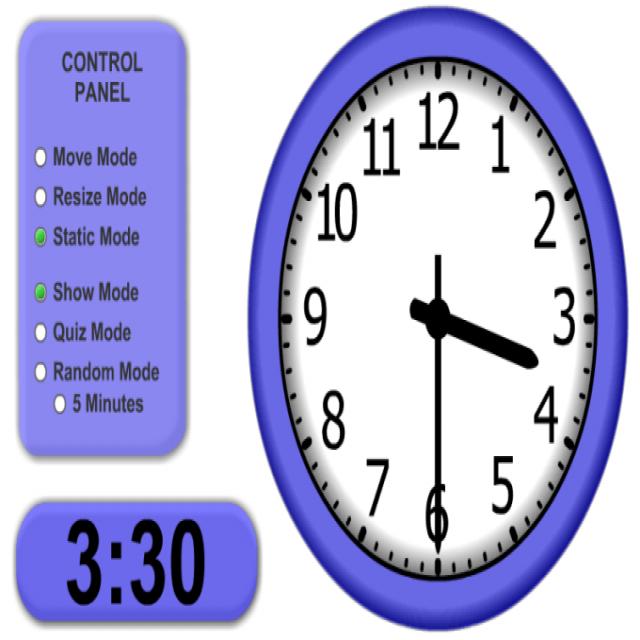 CONTROL
PANEL
Move Mode
Resize Mode
Static Mode
Show Mode
Quiz Mode
Random Mode
5 Minutes
3:30
12
1
2
3
4
5
6
7
8
9
10
11